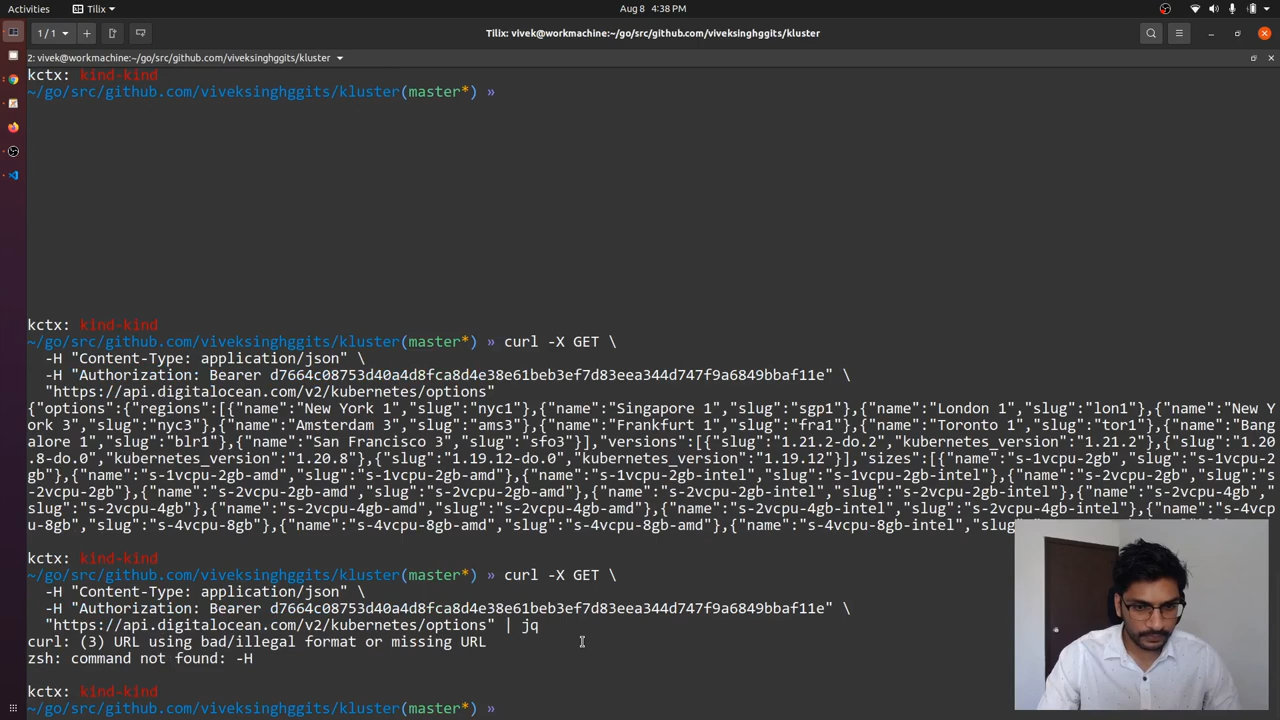 Activities
Tilix
Aug 8 4:38 PM
1 / 1
Tilix: vivek@workmachine:~/go/src/github.com/viveksinghggits/kluster
2: vivek@workmachine:~/go/src/github.com/viveksinghggits/kluster
kctx: kind-kind
~/go/src/github.com/viveksinghggits/kluster(master*) »
kctx: kind-kind
~/go/src/github.com/viveksinghggits/kluster(master*) » curl -X GET \
-H "Content-Type: application/json" \
-H "Authorization: Bearer d7664c08753d40a4d8fca8d4e38e61beb3ef7d83eea344d747f9a6849bbaf11e" \
"https://api.digitalocean.com/v2/kubernetes/options"
{"options":{"regions":[{"name":"New York 1","slug":"nyc1"},{"name":"Singapore 1","slug":"sgp1"},{"name":"London 1","slug":"lon1"},{"name":"New Y
ork 3","slug":"nyc3"},{"name":"Amsterdam 3","slug":"ams3"},{"name":"Frankfurt 1","slug":"fra1"},{"name":"Toronto 1","slug":"tor1"},{"name":"Bang
alore 1","slug":"blr1"},{"name":"San Francisco 3","slug":"sfo3"}],"versions":[{"slug":"1.21.2-do.2","kubernetes_version":"1.21.2"},{"slug":"1.20
.8-do.0","kubernetes_version":"1.20.8"},{"slug":"1.19.12-do.0","kubernetes_version":"1.19.12"}],"sizes":[{"name":"s-1vcpu-2gb","slug":"s-1vcpu-2
gb"},{"name":"s-1vcpu-2gb-amd","slug":"s-1vcpu-2gb-amd"},{"name":"s-1vcpu-2gb-intel","slug":"s-1vcpu-2gb-intel"},{"name":"s-2vcpu-2gb","slug":"s
-2vcpu-2gb"},{"name":"s-2vcpu-2gb-amd","slug":"s-2vcpu-2gb-amd"},{"name":"s-2vcpu-2gb-intel","slug":"s-2vcpu-2gb-intel"},{"name":"s-2vcpu-4gb","
slug":"s-2vcpu-4gb"},{"name":"s-2vcpu-4gb-amd","slug":"s-2vcpu-4gb-amd"},{"name":"s-2vcpu-4gb-intel","slug":"s-2vcpu-4gb-intel"},{"name":"s-4vcp
u-8gb","slug":"s-4vcpu-8gb"},{"name":"s-4vcpu-8gb-amd","slug":"s-4vcpu-8gb-amd"},{"name":"s-4vcpu-8gb-intel","slug":"s
kctx: kind-kind
~/go/src/github.com/viveksinghggits/kluster(master*) » curl -X GET \
-H "Content-Type: application/json" \
-H "Authorization: Bearer d7664c08753d40a4d8fca8d4e38e61beb3ef7d83eea344d747f9a6849bbaf11e" \
"https://api.digitalocean.com/v2/kubernetes/options" | jq
curl: (3) URL using bad/illegal format or missing URL
zsh: command not found: -H
kctx: kind-kind
~/go/src/github.com/viveksinghggits/kluster(master*) »